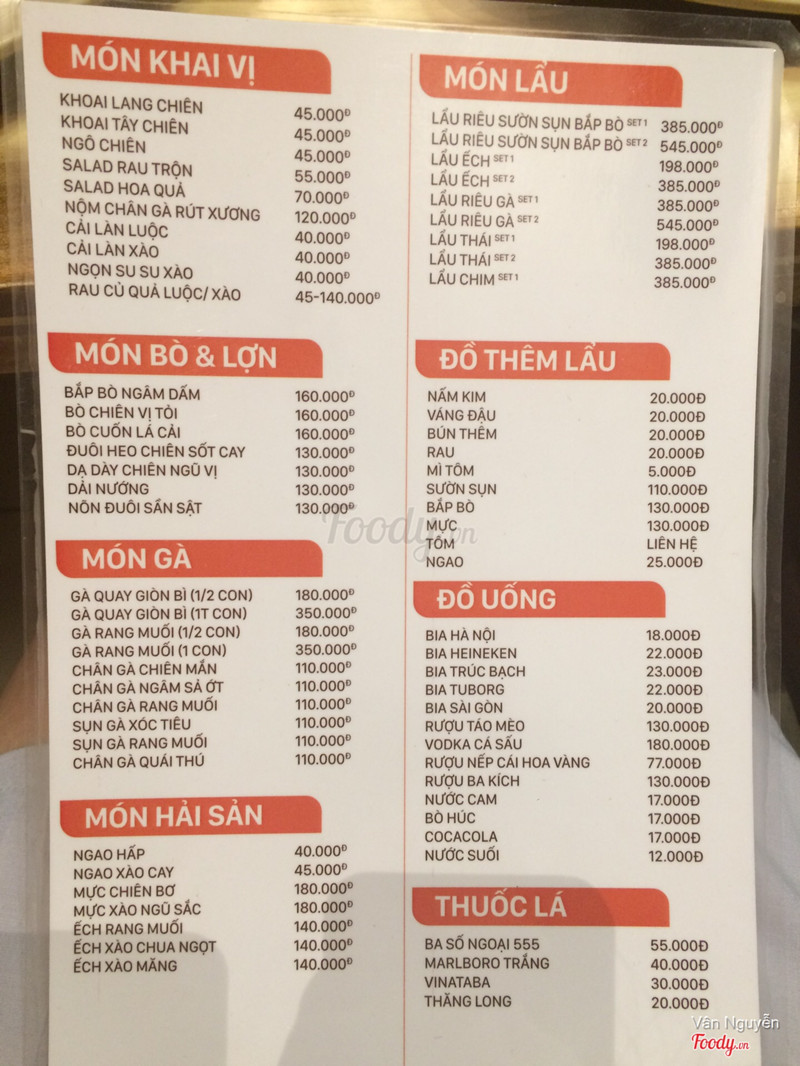 MÓN KHAI VỊ
KHOAI LANG CHIÊN 45.000Đ
KHOAI TÂY CHIÊN 45.000Đ
NGÔ CHIÊN 45.000Đ
SALAD RAU TRỘN 55.000Đ
SALAD HOA QUẢ 70.000Đ
NỘM CHÂN GÀ RÚT XƯƠNG 120.000Đ
CẢI LÀN LUỘC 40.000Đ
CẢI LÀN XÀO 40.000Đ
NGỌN SU SU XÀO 40.000Đ
RAU CỦ QUẢ LUỘC/ XÀO 45-140.000Đ
MÓN BÒ & LỢN
BẮP BÒ NGÂM DẤM 160.000Đ
BÒ CHIÊN VỊ TỎI 160.000Đ
BÒ CUỐN LÁ CẢI 160.000Đ
ĐUÔI HEO CHIÊN SỐT CAY 130.000Đ
DẠ DÀY CHIÊN NGŨ VỊ 130.000Đ
DẢI NƯỚNG 130.000Đ
NÕN ĐUÔI SẦN SẬT 130.000Đ
MÓN GÀ
GÀ QUAY GIÒN BÌ (1/2 CON) 180.000Đ
GÀ QUAY GIÒN BÌ (1T CON) 350.000Đ
GÀ RANG MUỐI (1/2 CON) 180.000Đ
GÀ RANG MUỐI (1 CON) 350.000Đ
CHÂN GÀ CHIÊN MẮN 110.000Đ
CHÂN GÀ NGÂM SẢ ỚT 110.000Đ
CHÂN GÀ RANG MUỐI 110.000Đ
SỤN GÀ XÓC TIÊU 110.000Đ
SỤN GÀ RANG MUỐI 110.000Đ
CHÂN GÀ QUÁI THÚ 110.000Đ
MÓN HẢI SẢN
NGAO HẤP 40.000Đ
NGAO XÀO CAY 45.000Đ
MỰC CHIÊN BƠ 180.000Đ
MỰC XÀO NGŨ SẮC 180.000Đ
ẾCH RANG MUỐI 140.000Đ
ẾCH XÀO CHUA NGỌT 140.000Đ
ẾCH XÀO MĂNG 140.000Đ
MÓN LẨU
LẨU RIÊU SƯỜN SỤN BẮP BÒ SET 1 385.000Đ
LẨU RIÊU SƯỜN SỤN BẮP BÒ SET 2 545.000Đ
LẨU ẾCH SET 1 198.000Đ
LẨU ẾCH SET 2 385.000Đ
LẨU RIÊU GÀ SET 1 385.000Đ
LẨU RIÊU GÀ SET 2 545.000Đ
LẨU THÁI SET 1 198.000Đ
LẨU THÁI SET 2 385.000Đ
LẨU CHIM SET 1 385.000Đ
ĐỒ THÊM LẨU
NẤM KIM 20.000Đ
VÁNG ĐẬU 20.000Đ
BÚN THÊM 20.000Đ
RAU 20.000Đ
MÌ TÔM 5.000Đ
SƯỜN SỤN 110.000Đ
BẮP BÒ 130.000Đ
MỰC 130.000Đ
TÔM LIÊN HỆ
NGAO 25.000Đ
ĐỒ UỐNG
BIA HÀ NỘI 18.000Đ
BIA HEINEKEN 22.000Đ
BIA TRÚC BẠCH 23.000Đ
BIA TUBORG 22.000Đ
BIA SÀI GÒN 20.000Đ
RƯỢU TÁO MÈO 130.000Đ
VODKA CÁ SẤU 180.000Đ
RƯỢU NẾP CÁI HOA VÀNG 77.000Đ
RƯỢU BA KÍCH 130.000Đ
NƯỚC CAM 17.000Đ
BÒ HÚC 17.000Đ
COCACOLA 17.000Đ
NƯỚC SUỐI 12.000Đ
THUỐC LÁ
BA SỐ NGOẠI 555 55.000Đ
MARLBORO TRẮNG 40.000Đ
VINATABA 30.000Đ
THĂNG LONG 20.000Đ
Foody.vn
Vân Nguyễn
Foody.vn